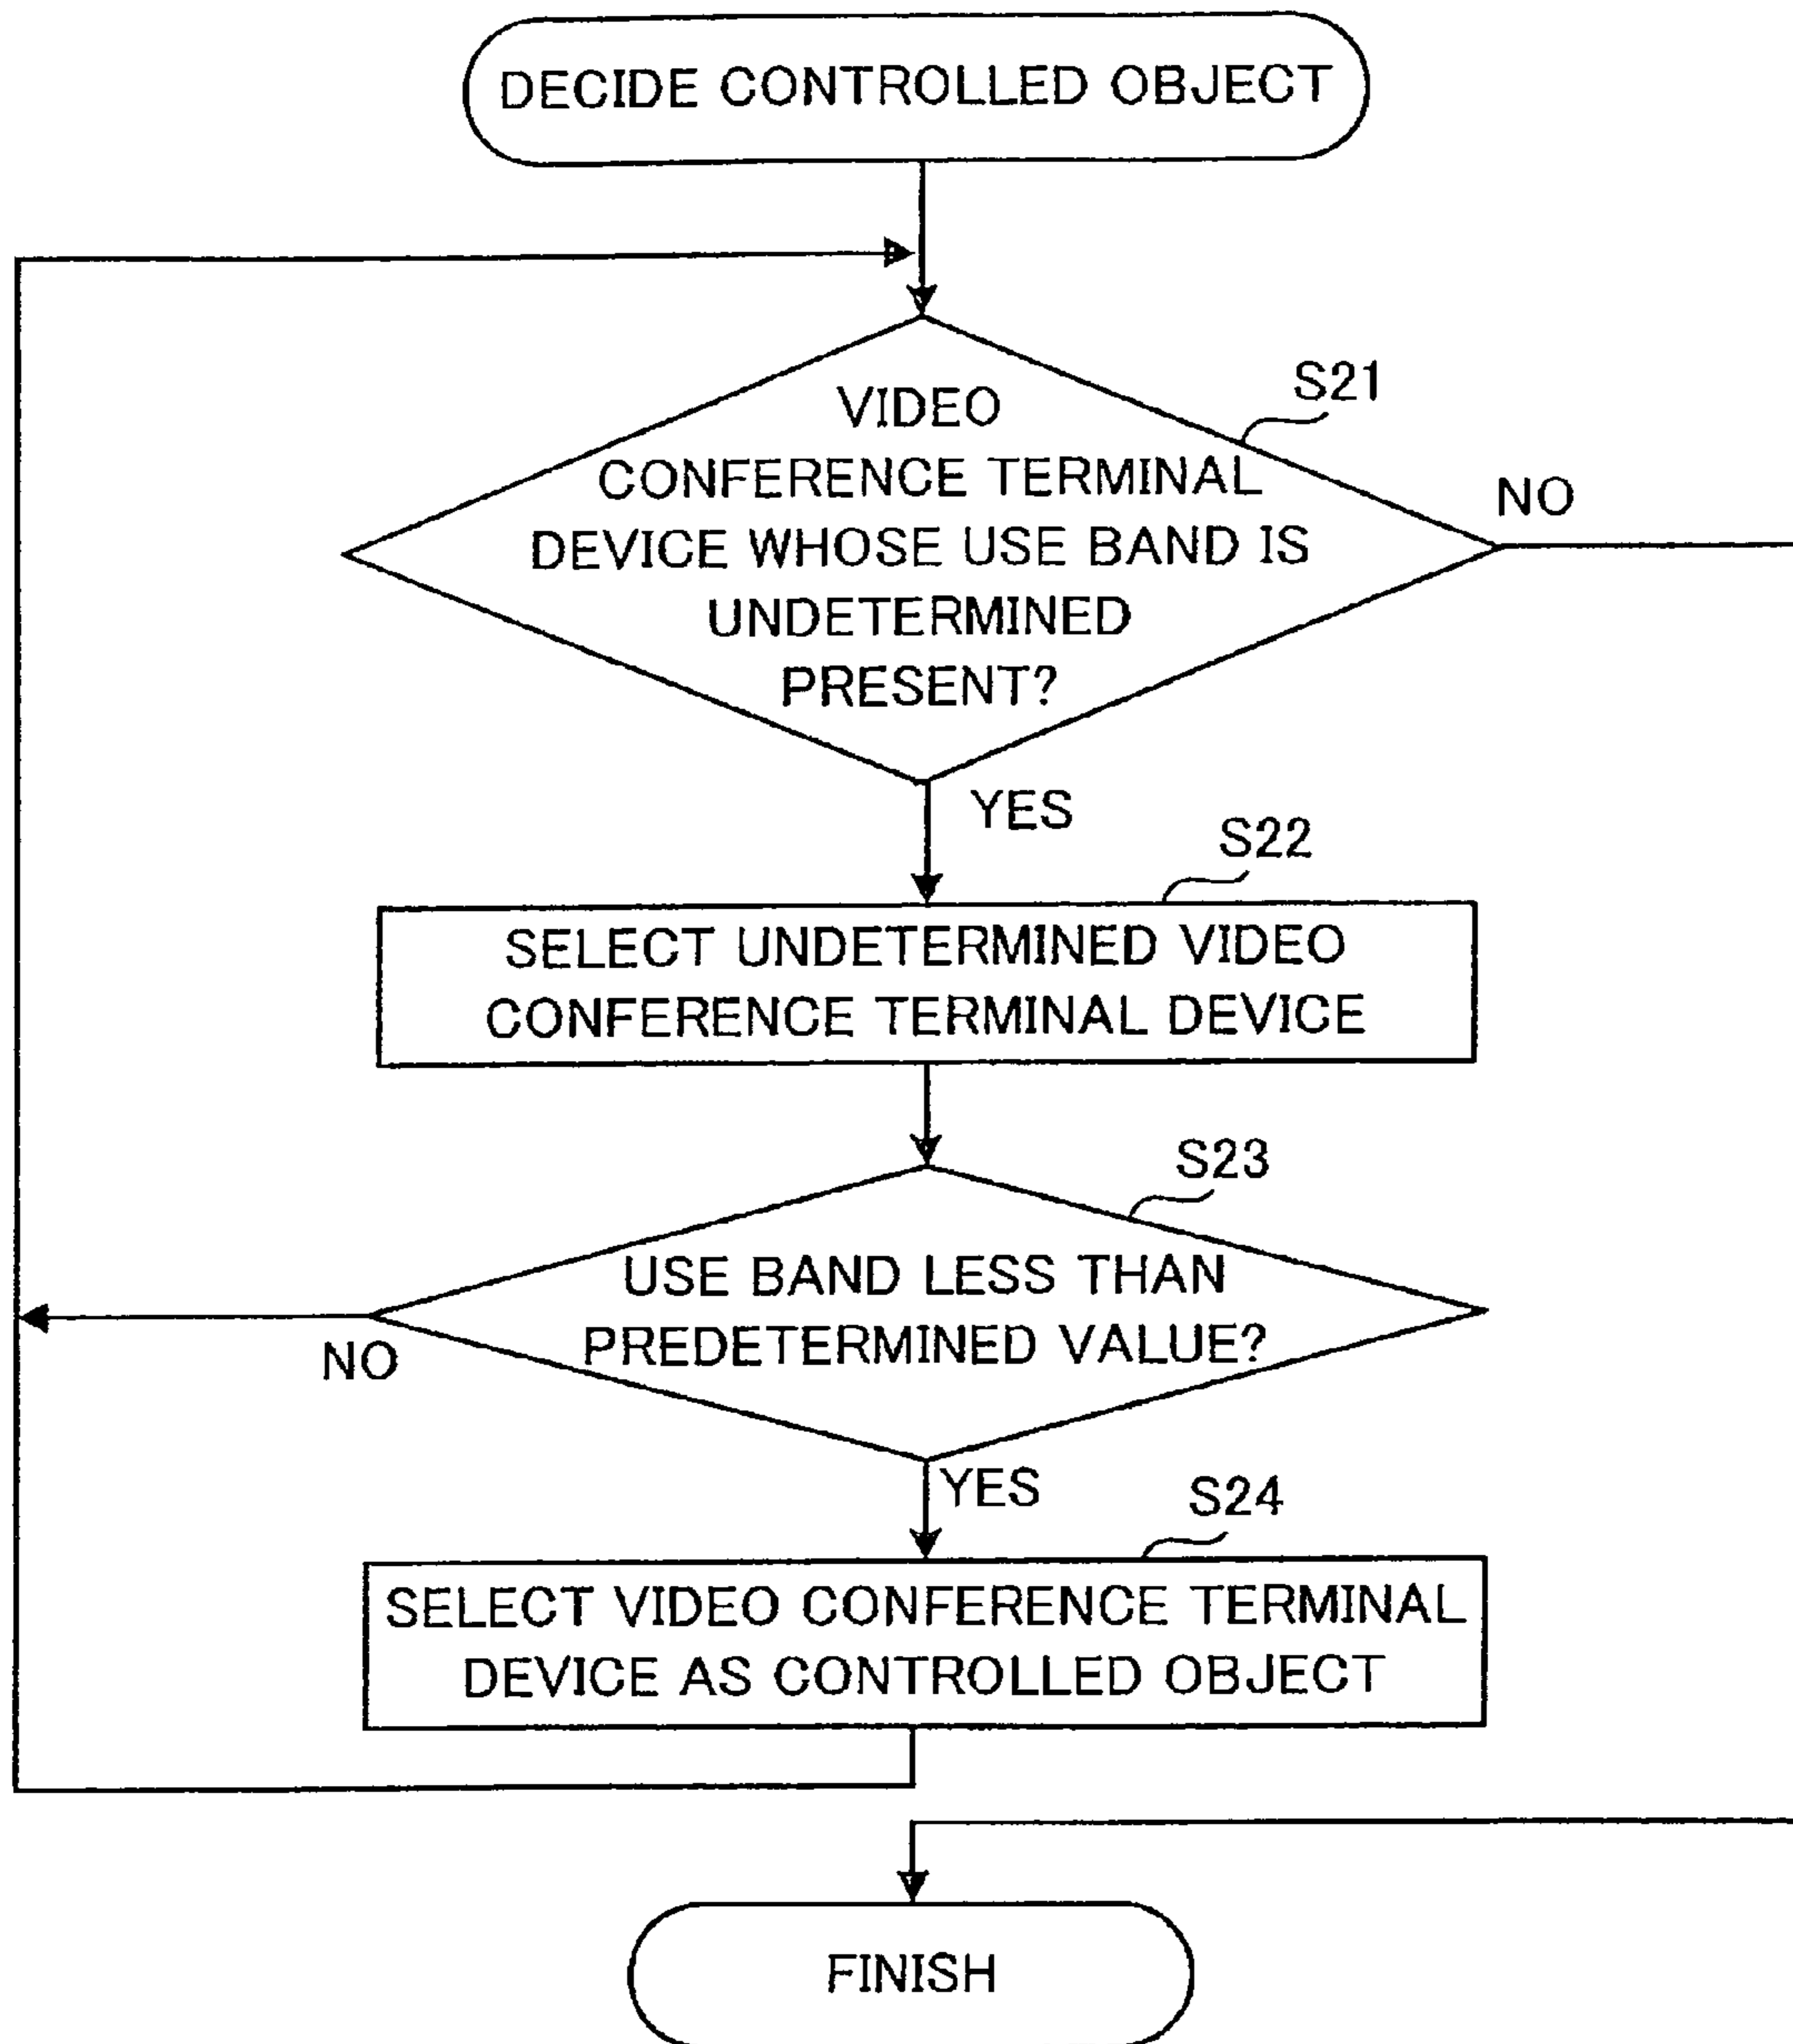 DECIDE CONTROLLED OBJECT
S21
VIDEO
CONFERENCE TERMINAL
DEVICE WHOSE USE BAND IS
UNDETERMINED
PRESENT?
NO
YES
S22
SELECT UNDETERMINED VIDEO
CONFERENCE TERMINAL DEVICE
S23
USE BAND LESS THAN
PREDETERMINED VALUE?
NO
YES
S24
SELECT VIDEO CONFERENCE TERMINAL
DEVICE AS CONTROLLED OBJECT
FINISH